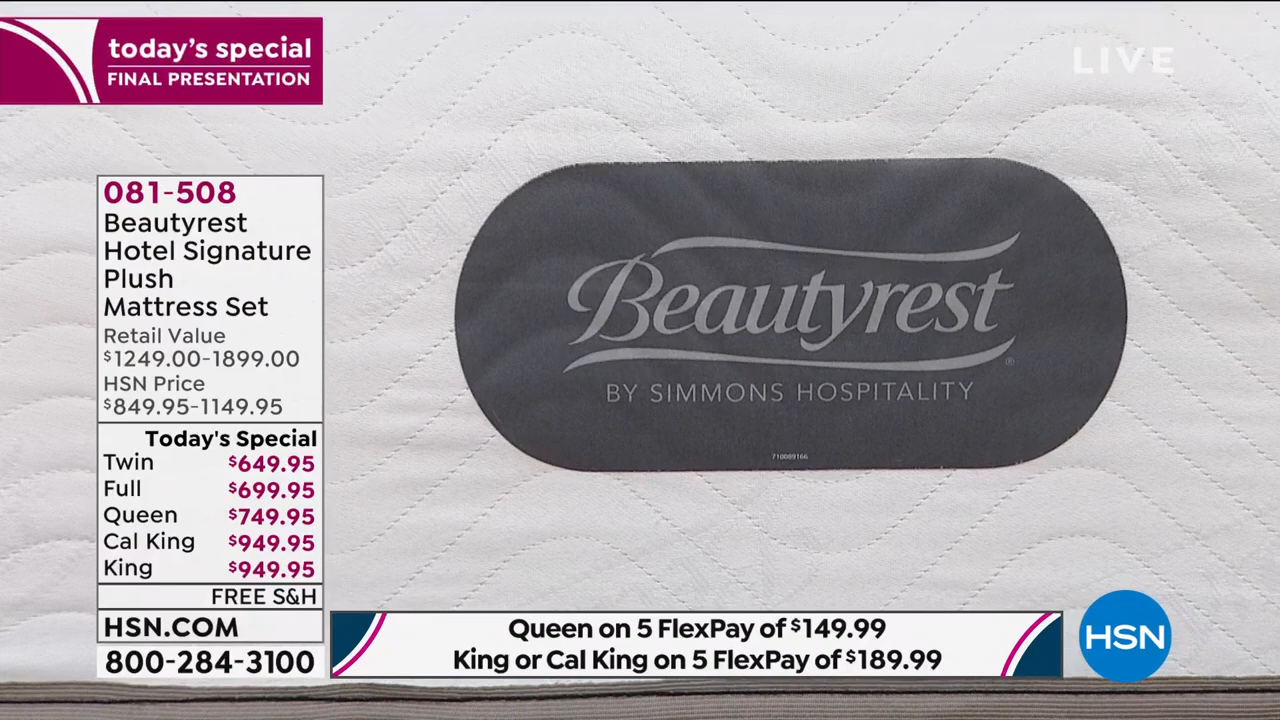 today's special
FINAL PRESENTATION
LIVE
081-508
Beautyrest
Hotel Signature
Plush
Mattress Set
Retail Value
$1249.00-1899.00
HSN Price
$849.95-1149.95
Today's Special
Twin $649.95
Full $699.95
Queen $749.95
Cal King $949.95
King $949.95
FREE S&H
HSN.COM
800-284-3100
Beautyrest®
BY SIMMONS HOSPITALITY
710089166
Queen on 5 FlexPay of $149.99
King or Cal King on 5 FlexPay of $189.99
HSN